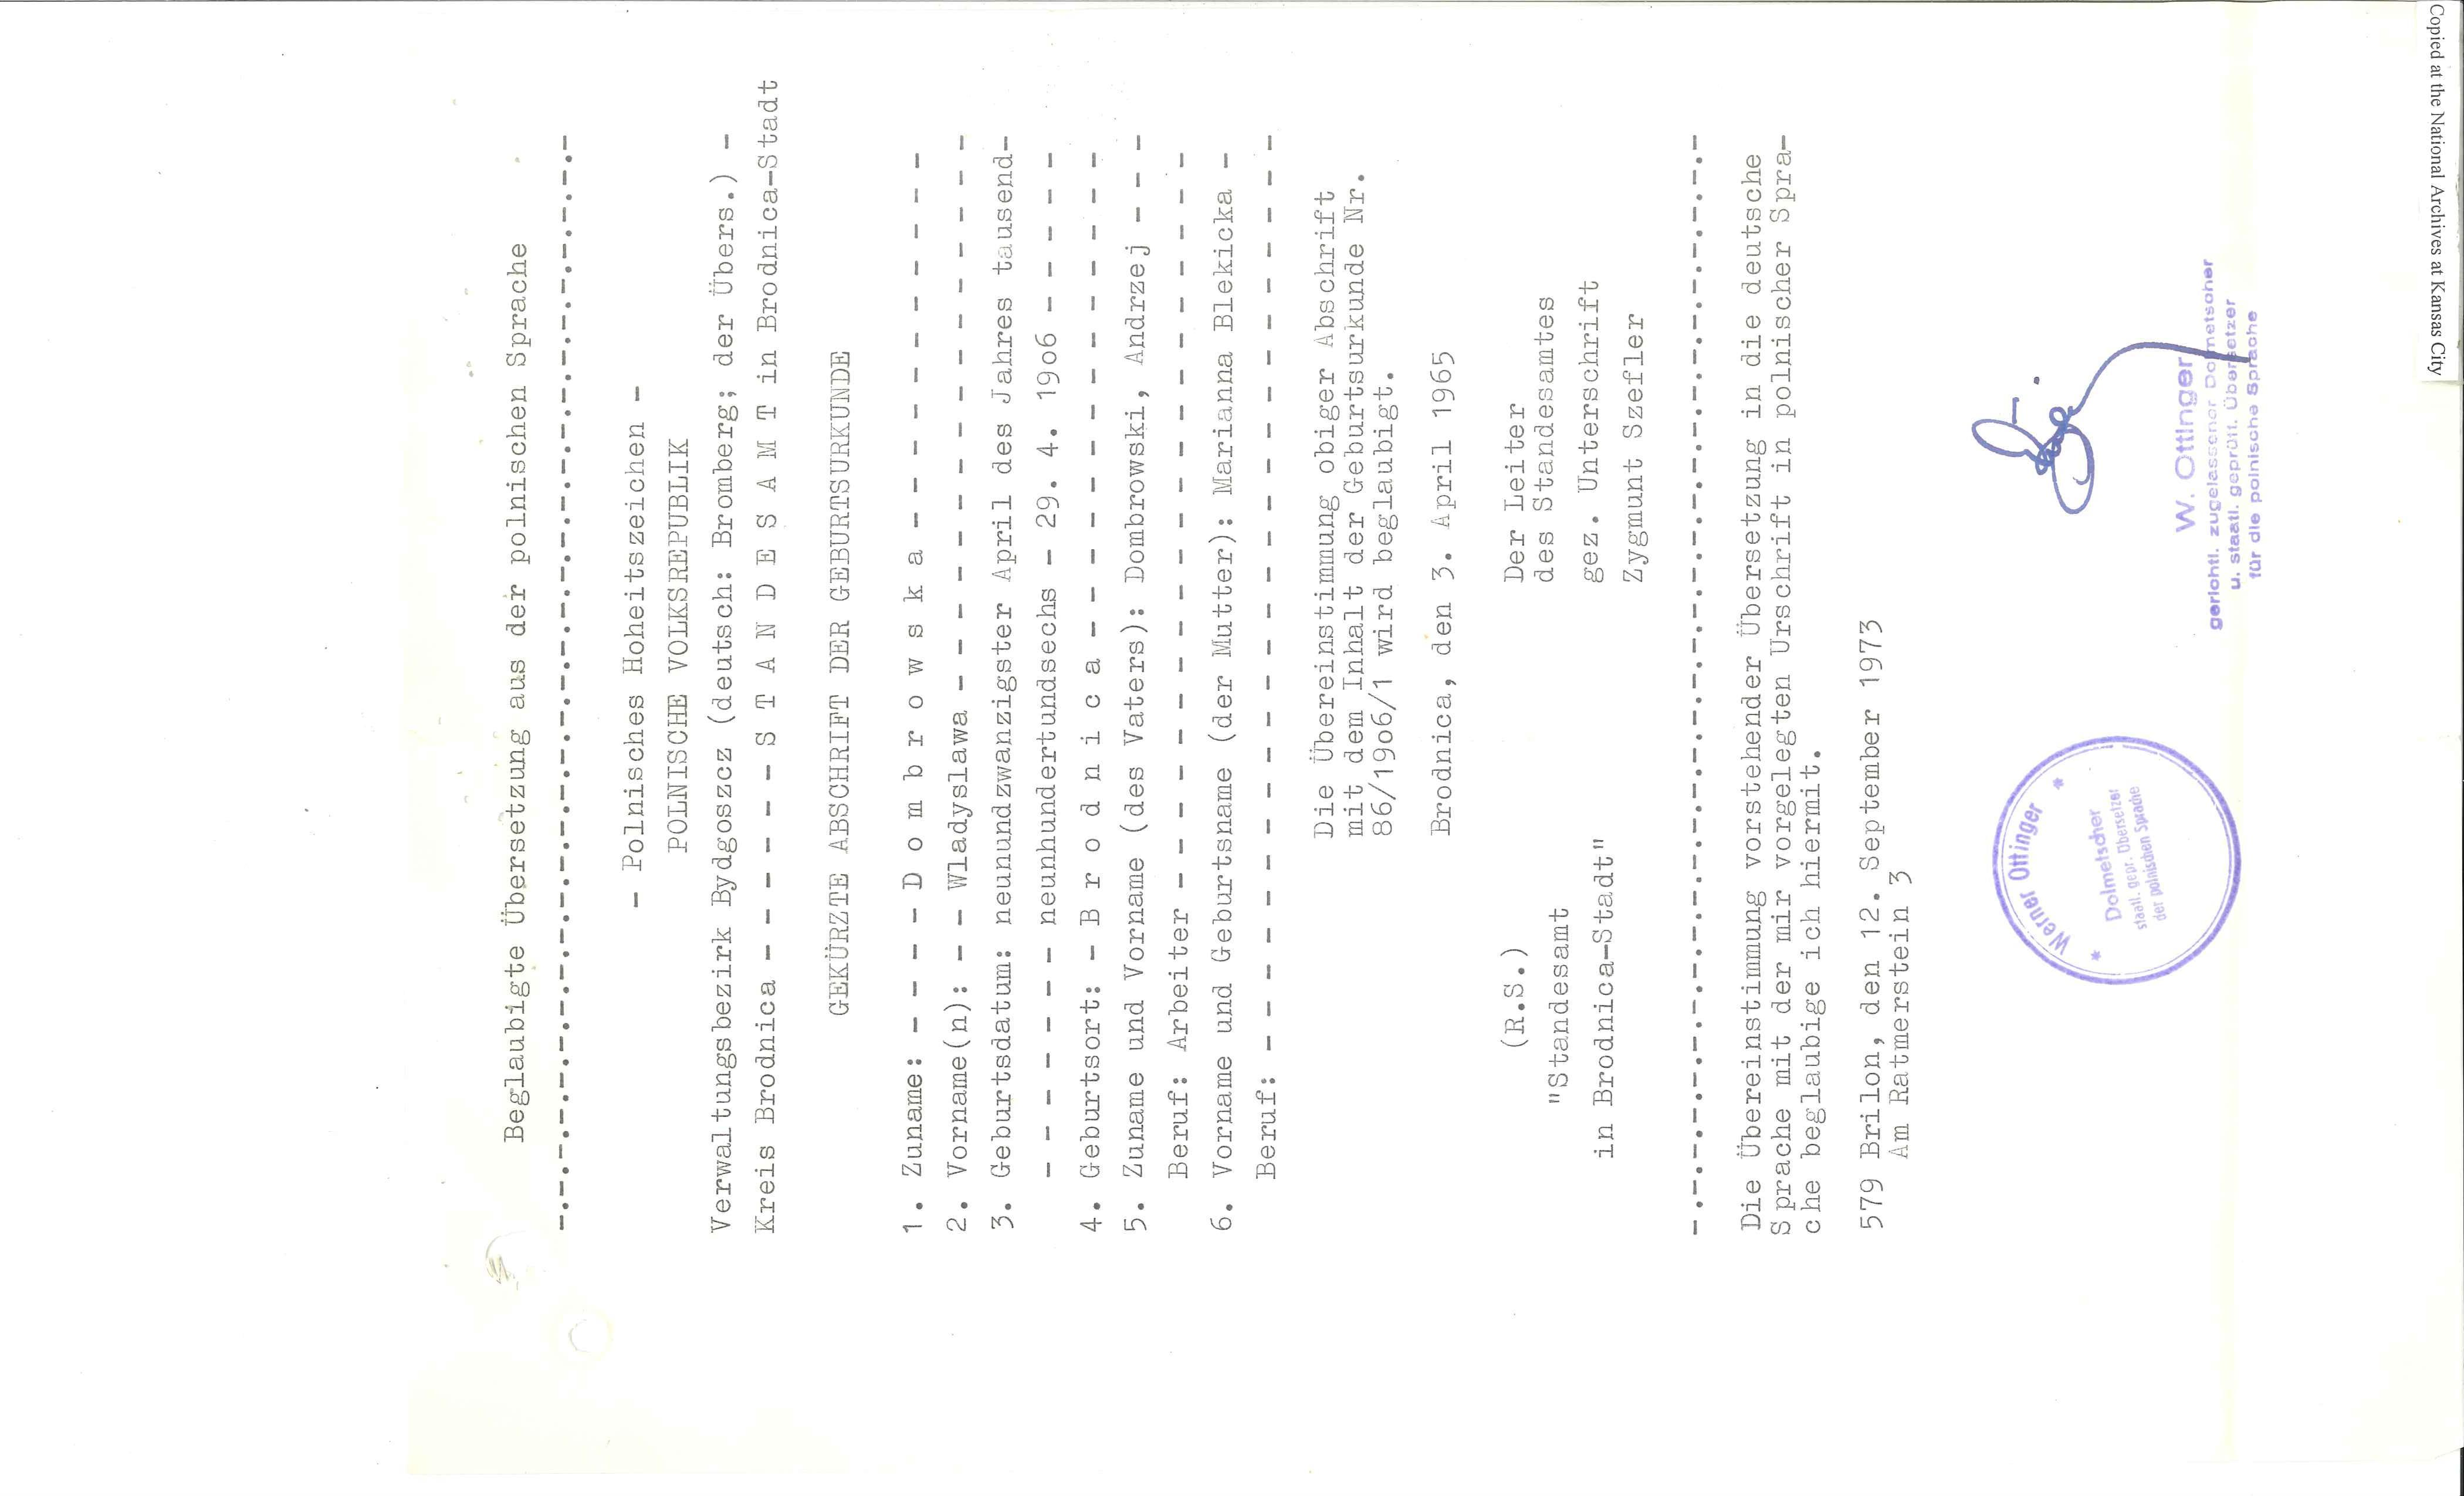 Beglaubigte Übersetzung aus der polnischen Sprache
-.-.-.-.-.-.-.-.-.-.-.-.-.-.-.-.-.-.-.-.-.-.-.-.-.-
- Polnisches Hoheitszeichen -
POLNISCHE VOLKSREPUBLIK
Verwaltungsbezirk Bydgoszcz (deutsch: Bromberg; der Übers.) -
Kreis Brodnica - - - - - - S T A N D E S A M T in Brodnica-Stadt
GEKÜRZTE ABSCHRIFT DER GEBURTSURKUNDE
1. Zuname: - - - - D o m b r o w s k a - - - - - - - - - - -
2. Vorname(n): - - Wladyslawa - - - - - - - - - - - - - - -
3. Geburtsdatum: neunundzwanzigster April des Jahres tausend-
- - - - - - - neunhundertundsechs - 29. 4. 19o6 - - - - -
4. Geburtsort: - B r o d n i c a - - - - - - - - - - - - - -
5. Zuname und Vorname (des Vaters): Dombrowski, Andrzej - - -
Beruf: Arbeiter - - - - - - - - - - - - - - - - - -
6. Vorname und Geburtsname (der Mutter): Marianna Blekicka -
Beruf: - - - - - - - - - - - - - - - - - - - - - -
Die Übereinstimmung obiger Abschrift
mit dem Inhalt der Geburtsurkunde Nr.
86/19o6/1 wird beglaubigt.
Brodnica, den 3. April 1965
(R.S.)
"Standesamt
in Brodnica-Stadt"
Der Leiter
des Standesamtes
gez. Unterschrift
Zygmunt Szefler
-.-.-.-.-.-.-.-.-.-.-.-.-.-.-.-.-.-.-.-.-.-.-.-.-.-
Die Übereinstimmung vorstehender Übersetzung in die deutsche
Sprache mit der mir vorgelegten Urschrift in polnischer Spra-
che beglaubige ich hiermit.
579 Brilon, den 12. September 1973
Am Ratmerstein 3
* Werner Ottinger *
Dolmetscher
staatl. gepr. Übersetzer
der polnischen Sprache
W. Ottinger
gerichtl. zugelassener Dolmetscher
u. staatl. geprüft. Übersetzer
für die polnische Sprache
Copied at the National Archives at Kansas City